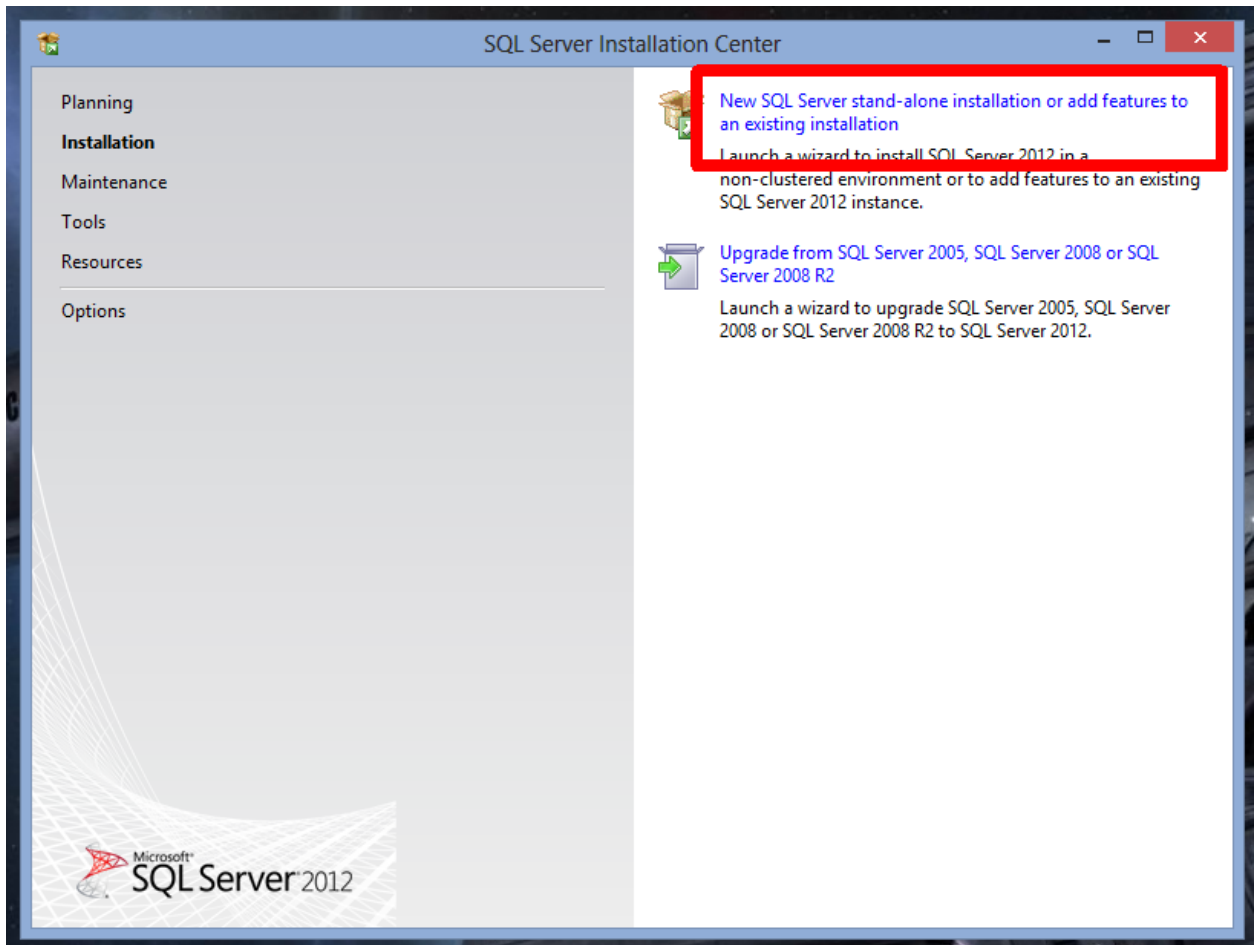 SQL Server Installation Center
Planning
Installation
Maintenance
Tools
Resources
Options
New SQL Server stand-alone installation or add features to
an existing installation
Launch a wizard to install SQL Server 2012 in a
non-clustered environment or to add features to an existing
SQL Server 2012 instance.
Upgrade from SQL Server 2005, SQL Server 2008 or SQL
Server 2008 R2
Launch a wizard to upgrade SQL Server 2005, SQL Server
2008 or SQL Server 2008 R2 to SQL Server 2012.
Microsoft®
SQL Server® 2012